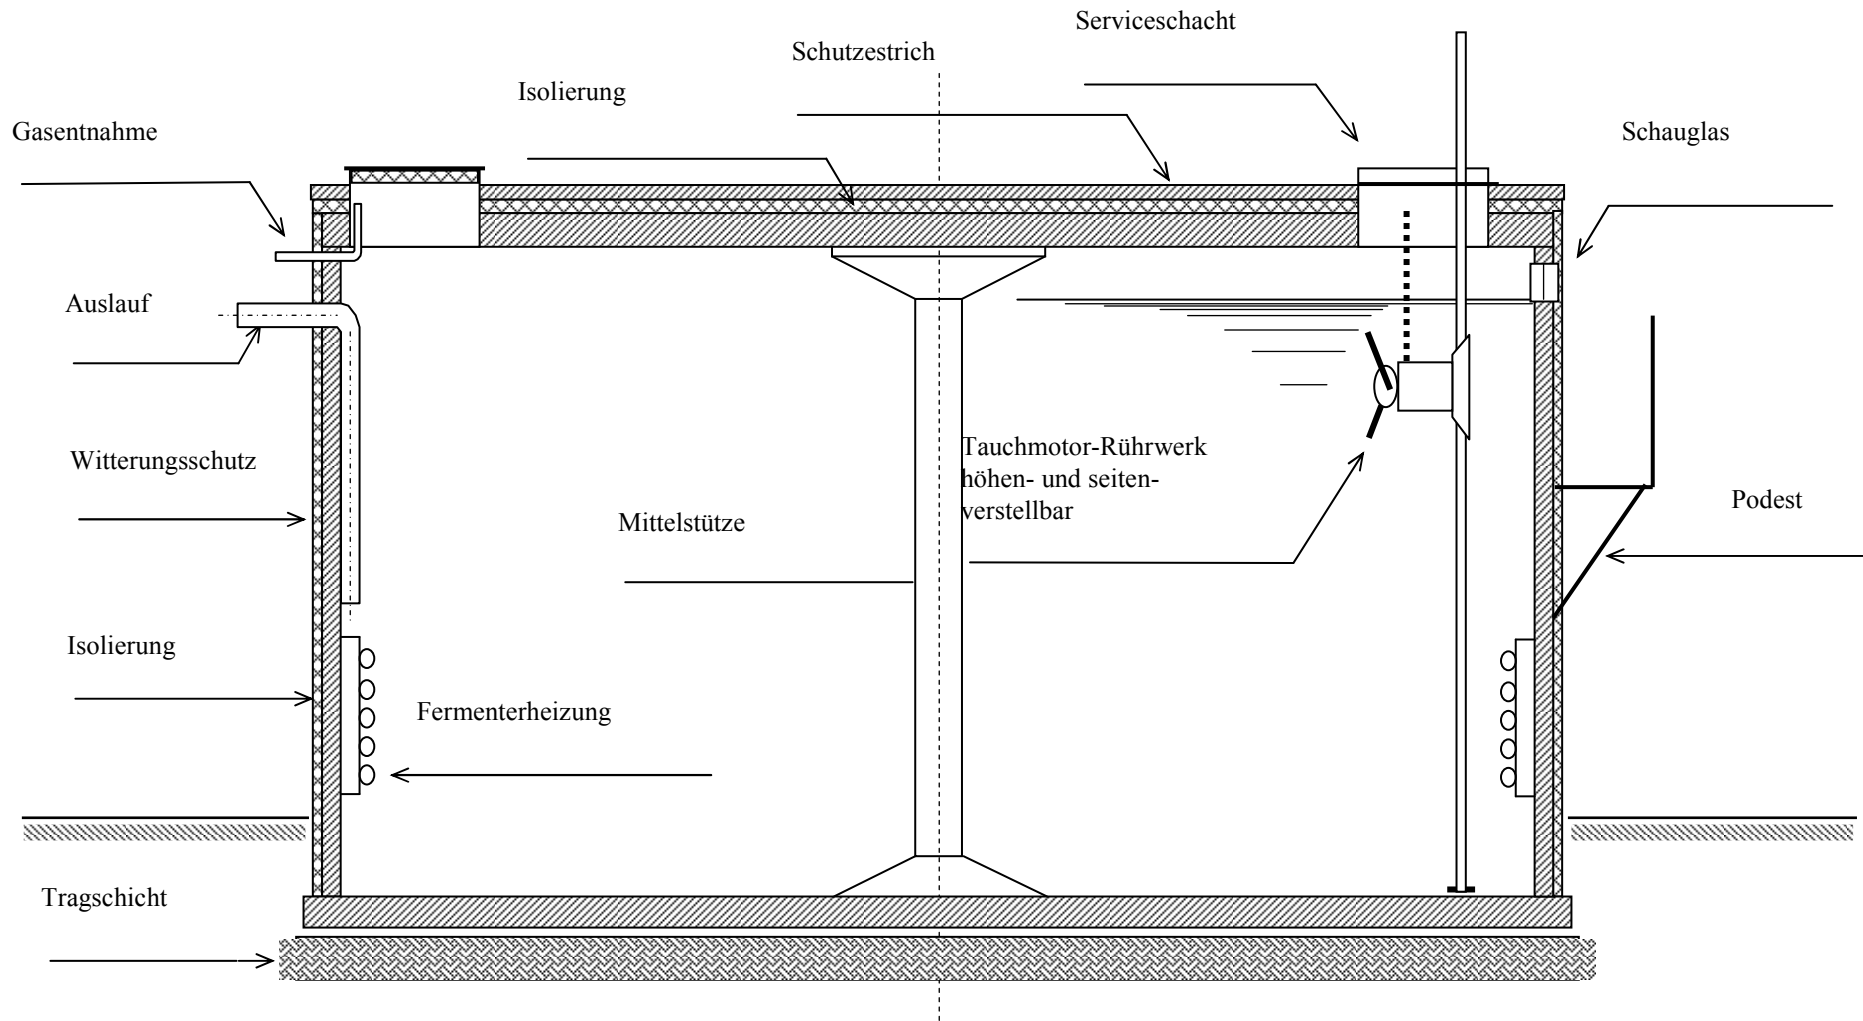 Serviceschacht
Schutzestrich
Isolierung
Gasentnahme
Schauglas
Auslauf
Witterungsschutz
Tauchmotor-Rührwerk
höhen- und seiten-
verstellbar
Podest
Mittelstütze
Isolierung
Fermenterheizung
Tragschicht